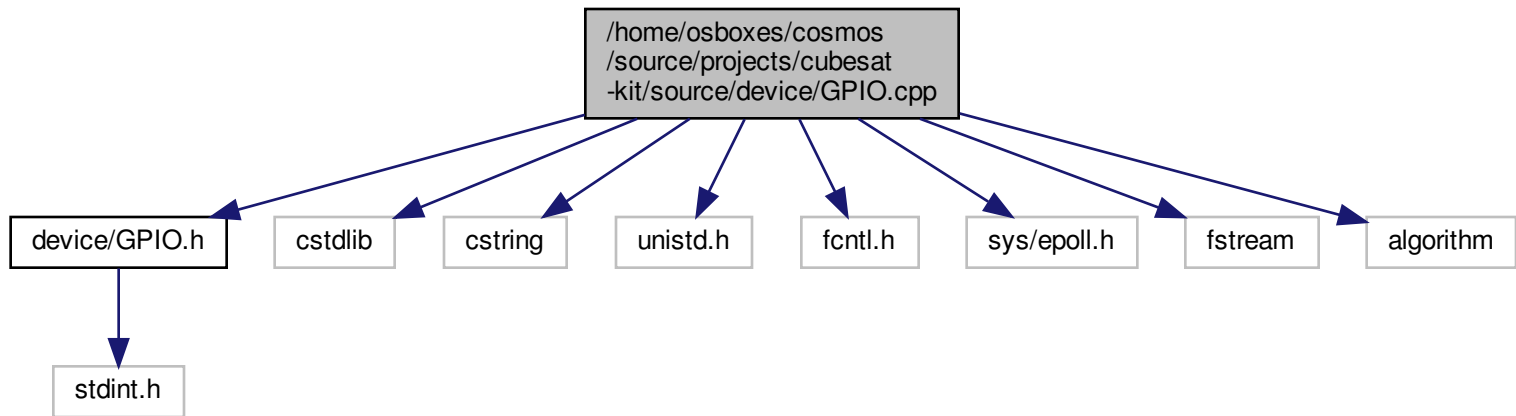 /home/osboxes/cosmos
/source/projects/cubesat
-kit/source/device/GPIO.cpp
device/GPIO.h
cstdlib
cstring
unistd.h
fcntl.h
sys/epoll.h
fstream
algorithm
stdint.h